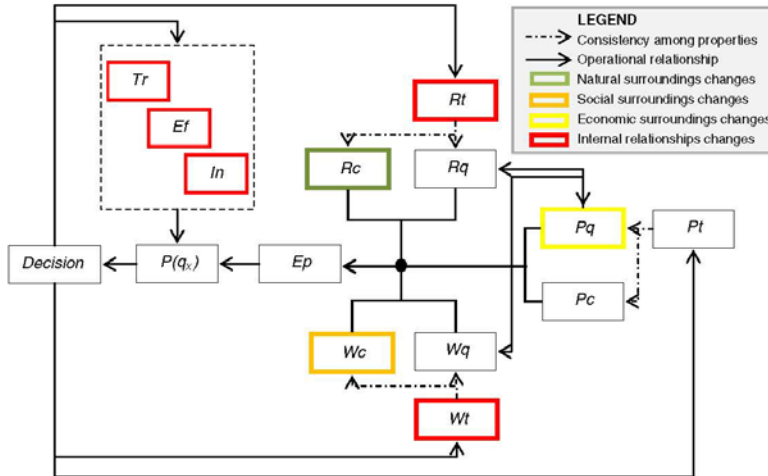 LEGEND
Consistency among properties
Operational relationship
Natural surroundings changes
Social surroundings changes
Economic surroundings changes
Internal relationships changes
Tr
Ef
In
Rt
Rc
Rq
Pq
Pt
Decision
P(qx)
Ep
Pc
Wc
Wq
Wt